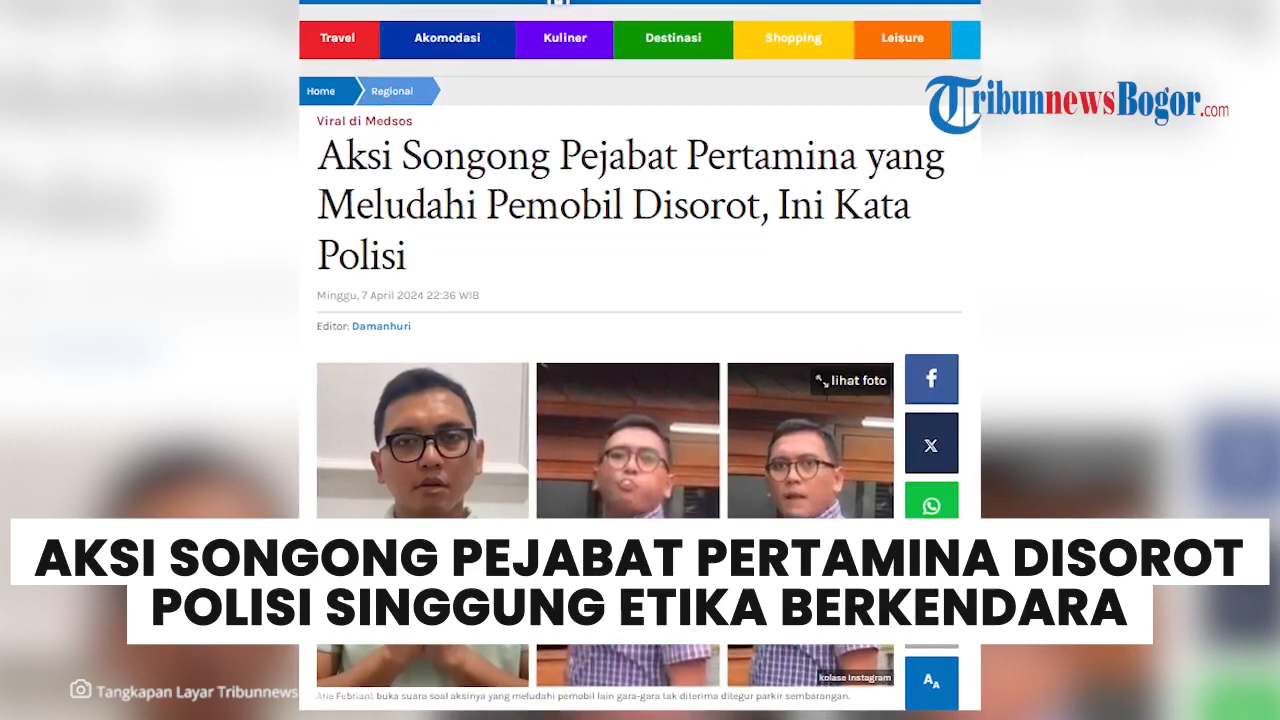 Travel
Akomodasi
Kuliner
Destinasi
Shopping
Leisure
Home
Regional
TribunnewsBogor.com
Viral di Medsos
Aksi Songong Pejabat Pertamina yang
Meludahi Pemobil Disorot, Ini Kata
Polisi
Minggu, 7 April 2024 22:36 WIB
Editor: Damanhuri
lihat foto
AKSI SONGONG PEJABAT PERTAMINA DISOROT
POLISI SINGGUNG ETIKA BERKENDARA
kolase Instagram
AA
Tangkapan Layar Tribunnews
Arie Febriant buka suara soal aksinya yang meludahi pemobil lain gara-gara tak diterima ditegur parkir sembarangan.